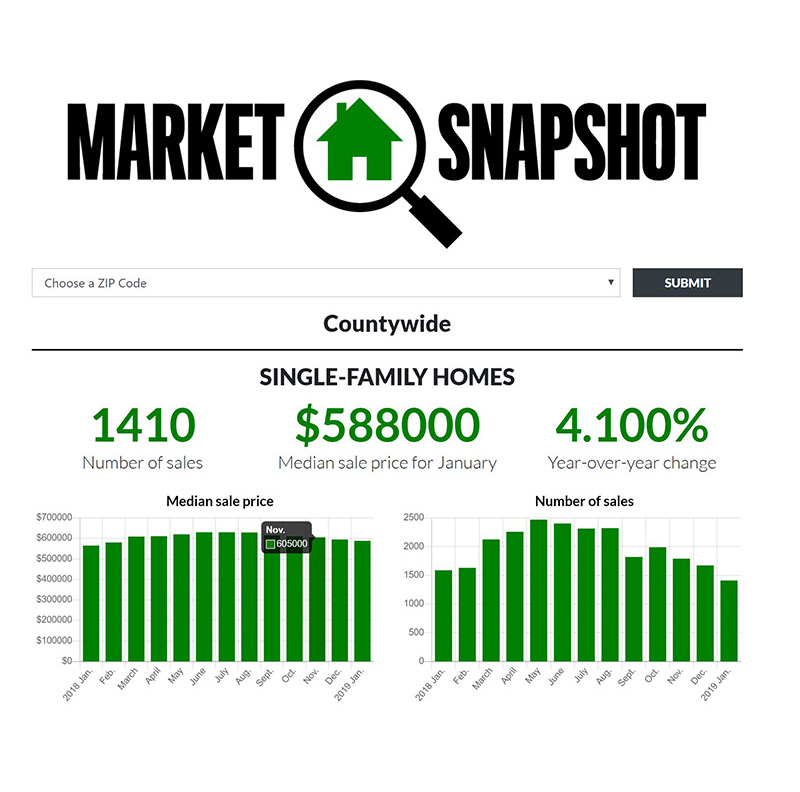 MARKET SNAPSHOT
Choose a ZIP Code
SUBMIT
Countywide
SINGLE-FAMILY HOMES
1410
$588000
4.100%
Number of sales
Median sale price for January
Year-over-year change
Median sale price
$700000
$600000
$500000
$400000
$300000
$200000
$100000
$0
Nov.
605000
2018 Jan.
Feb.
March
April
May
June
July
Aug.
Sept.
Oct.
Nov.
Dec.
2019 Jan.
Number of sales
2500
2000
1500
1000
500
0
2018 Jan.
Feb.
March
April
May
June
July
Aug.
Sept.
Oct.
Nov.
Dec.
2019 Jan.